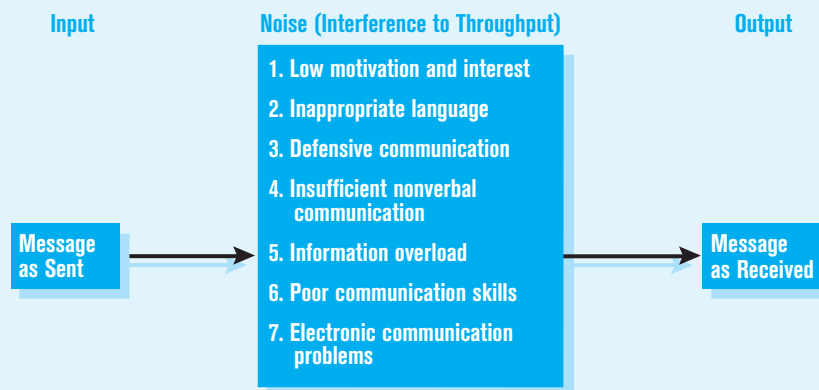 Input
Noise (Interference to Throughput)
Output
1. Low motivation and interest
2. Inappropriate language
3. Defensive communication
4. Insufficient nonverbal
communication
5. Information overload
6. Poor communication skills
7. Electronic communication
problems
Message
as Sent
Message
as Received